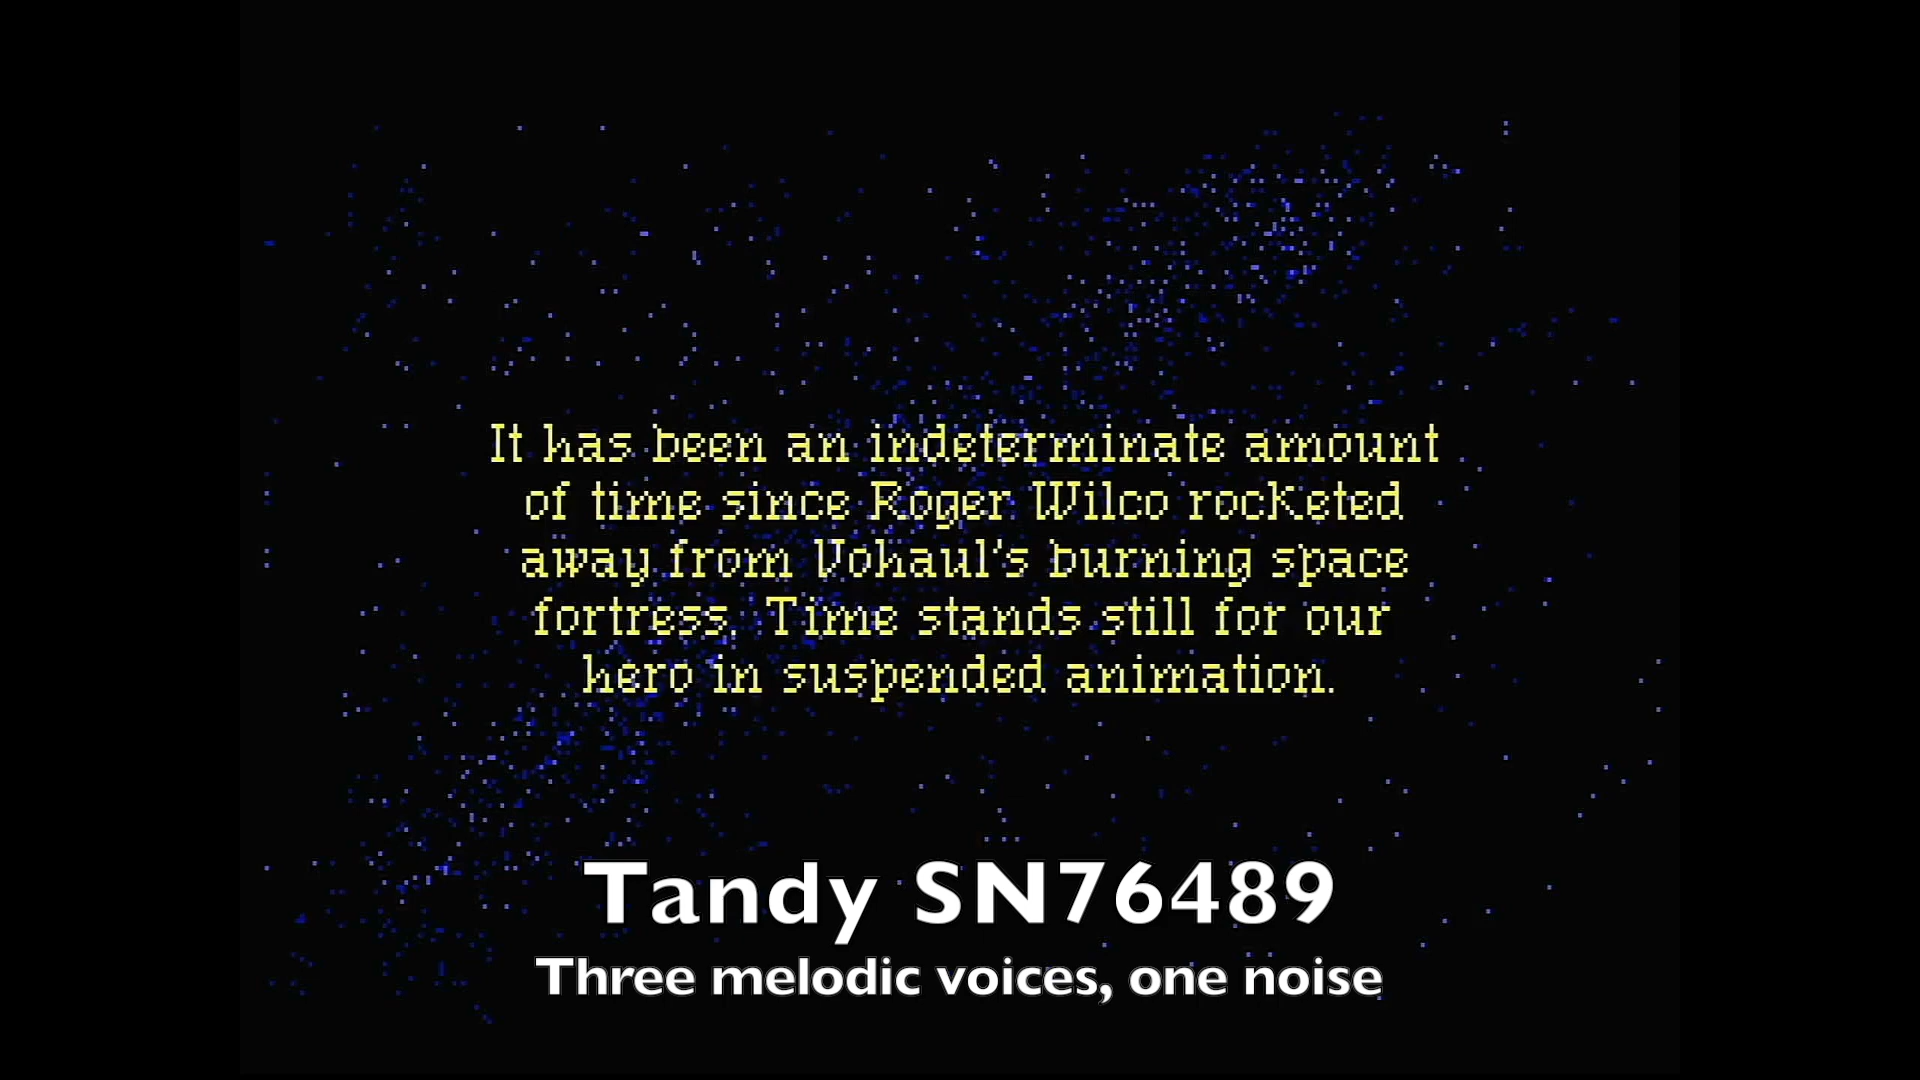 It has been an indeterminate amount
of time since Roger Wilco rocketed
away from Vohaul's burning space
fortress. Time stands still for our
hero in suspended animation.
Tandy SN76489
Three melodic voices, one noise